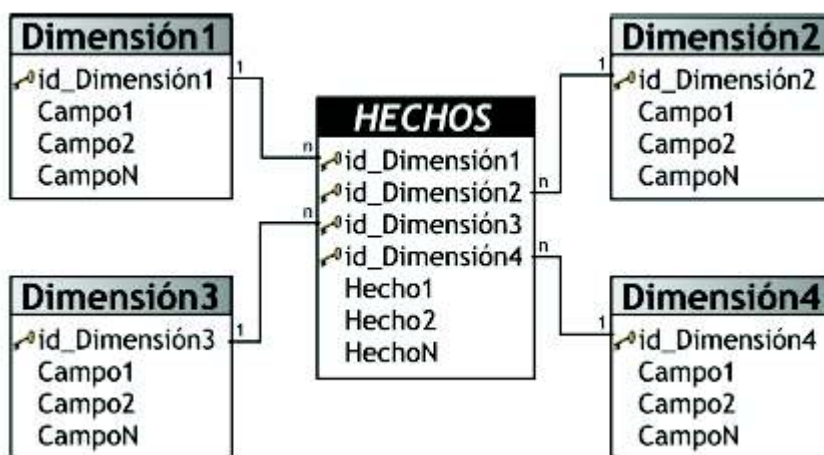 Dimensión1
id_Dimensión1
Campo1
Campo2
CampoN
1
Dimensión2
id_Dimensión2
Campo1
Campo2
CampoN
1
HECHOS
id_Dimensión1
id_Dimensión2
id_Dimensión3
id_Dimensión4
Hecho1
Hecho2
HechoN
n
n
n
n
Dimensión3
id_Dimensión3
Campo1
Campo2
CampoN
1
Dimensión4
id_Dimensión4
Campo1
Campo2
CampoN
1